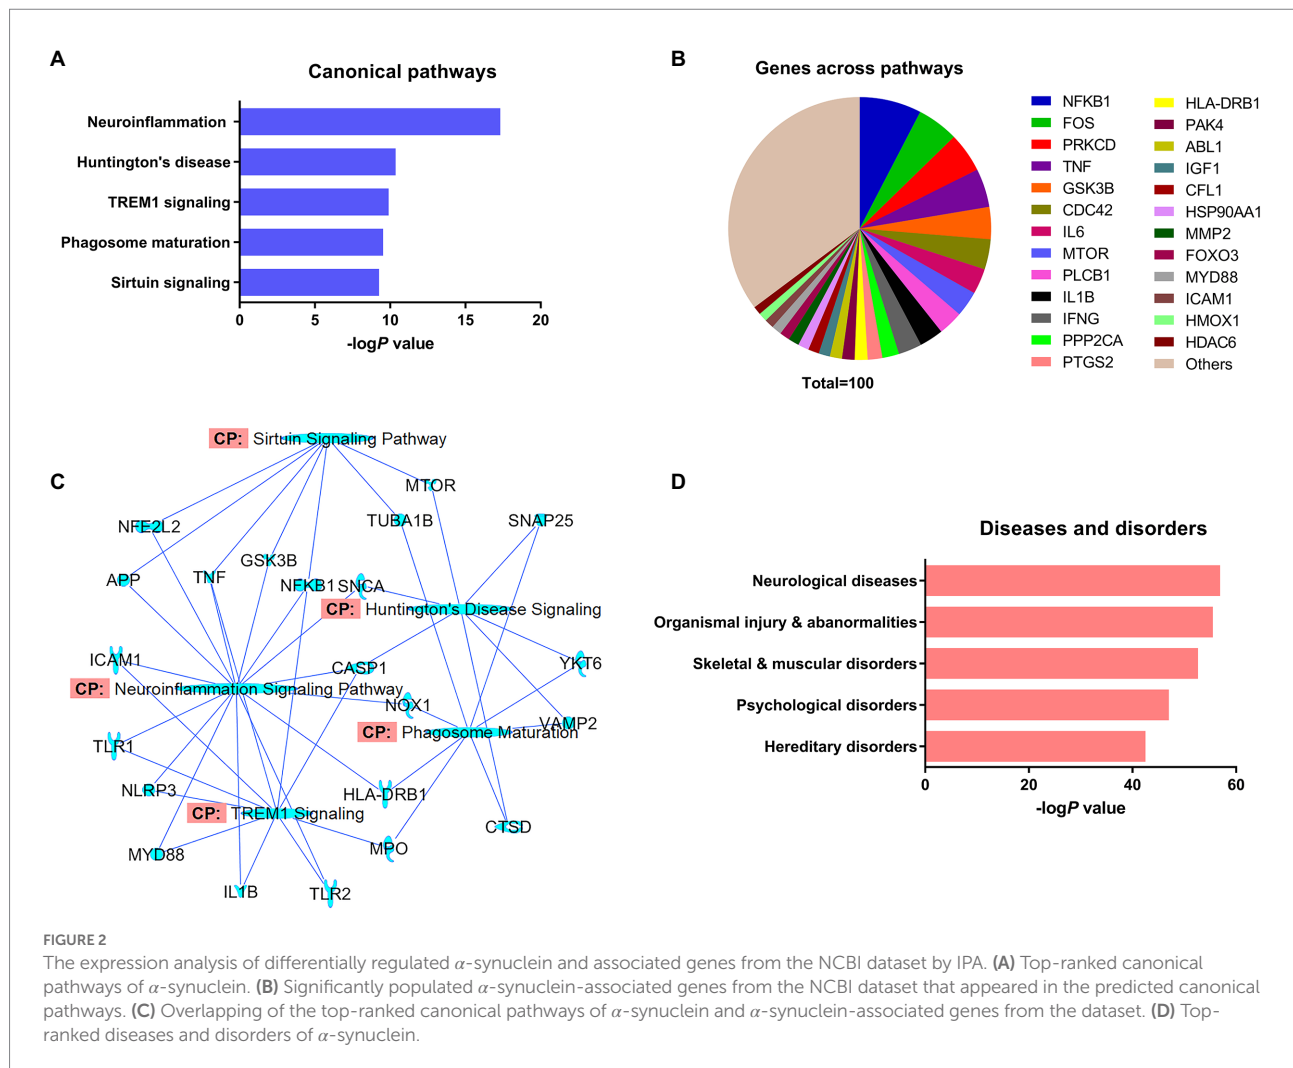 A
Canonical pathways
Neuroinflammation
Huntington's disease
TREM1 signaling
Phagosome maturation
Sirtuin signaling
0 5 10 15 20
-logP value
B
Genes across pathways
NFKB1
FOS
PRKCD
TNF
GSK3B
CDC42
IL6
MTOR
PLCB1
IL1B
IFNG
PPP2CA
PTGS2
HLA-DRB1
PAK4
ABL1
IGF1
CFL1
HSP90AA1
MMP2
FOXO3
MYD88
ICAM1
HMOX1
HDAC6
Others
Total=100
C
CP: Sirtuin Signaling Pathway
MTOR
TUBA1B
SNAP25
NFE2L2
GSK3B
APP
TNF
NFKB1
SNCA
CP: Huntington's Disease Signaling
ICAM1
CASP1
YKT6
CP: Neuroinflammation Signaling Pathway
NOX1
VAMP2
CP: Phagosome Maturation
TLR1
NLRP3
HLA-DRB1
CP: TREM1 Signaling
CTSD
MYD88
MPO
IL1B
TLR2
D
Diseases and disorders
Neurological diseases
Organismal injury & abanormalities
Skeletal & muscular disorders
Psychological disorders
Hereditary disorders
0 20 40 60
-logP value
FIGURE 2
The expression analysis of differentially regulated α-synuclein and associated genes from the NCBI dataset by IPA. (A) Top-ranked canonical
pathways of α-synuclein. (B) Significantly populated α-synuclein-associated genes from the NCBI dataset that appeared in the predicted canonical
pathways. (C) Overlapping of the top-ranked canonical pathways of α-synuclein and α-synuclein-associated genes from the dataset. (D) Top-
ranked diseases and disorders of α-synuclein.